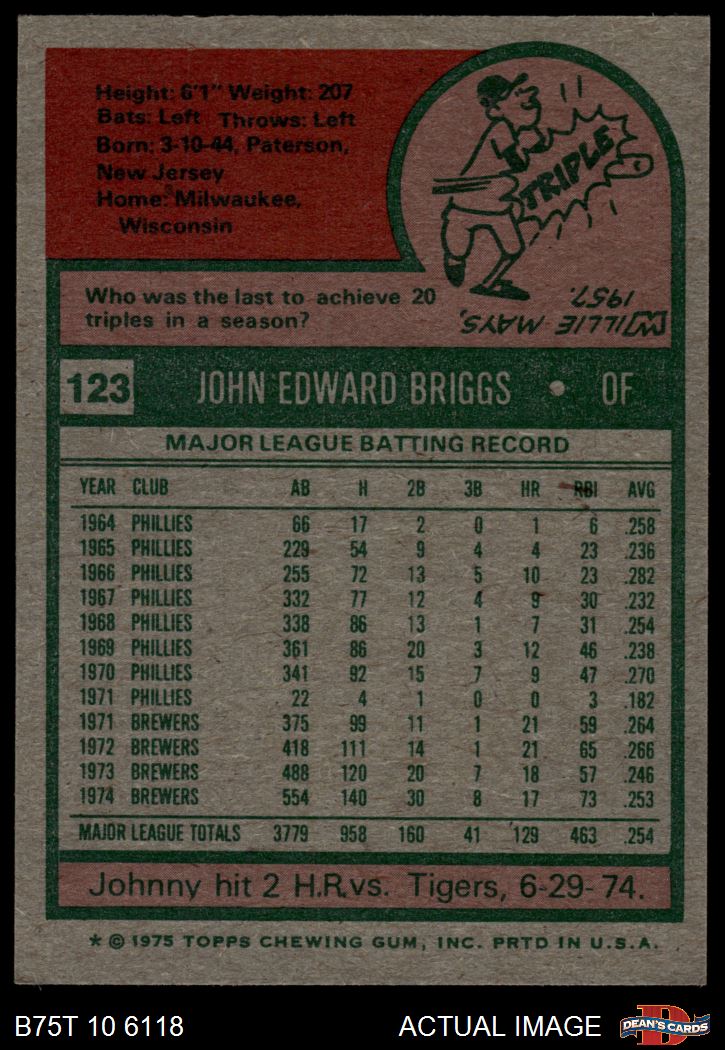 Height: 6'1" Weight: 207
Bats: Left Throws: Left
Born: 3-10-44, Paterson,
New Jersey
Home: Milwaukee,
Wisconsin
TRIPLE
Who was the last to achieve 20
triples in a season?
WILLIE MAYS,
1957.
123 JOHN EDWARD BRIGGS • OF
MAJOR LEAGUE BATTING RECORD
YEAR CLUB AB H 2B 3B HR RBI AVG
1964 PHILLIES 66 17 2 0 1 6 .258
1965 PHILLIES 229 54 9 4 4 23 .236
1966 PHILLIES 255 72 13 5 10 23 .282
1967 PHILLIES 332 77 12 4 9 30 .232
1968 PHILLIES 338 86 13 1 7 31 .254
1969 PHILLIES 361 86 20 3 12 46 .238
1970 PHILLIES 341 92 15 7 9 47 .270
1971 PHILLIES 22 4 1 0 0 3 .182
1971 BREWERS 375 99 11 1 21 59 .264
1972 BREWERS 418 111 14 1 21 65 .266
1973 BREWERS 488 120 20 7 18 57 .246
1974 BREWERS 554 140 30 8 17 73 .253
MAJOR LEAGUE TOTALS 3779 958 160 41 129 463 .254
Johnny hit 2 H.R. vs. Tigers, 6-29-74.
* © 1975 TOPPS CHEWING GUM, INC. PRTD IN U.S.A.
B75T 10 6118 ACTUAL IMAGE DEAN'S CARDS